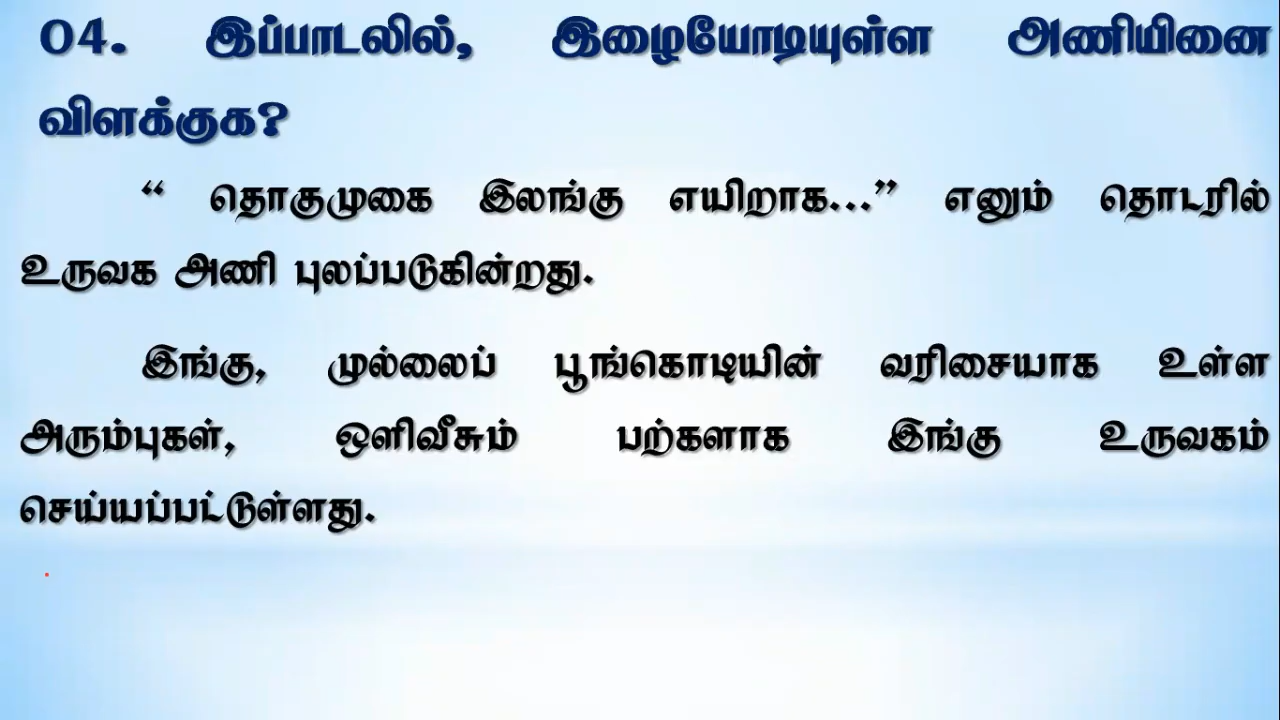 04. இப்பாடலில், இழையோடியுள்ள அணியினை
விளக்குக?
“ தொகுமுகை இலங்கு எயிறாக...” எனும் தொடரில்
உருவக அணி புலப்படுகின்றது.
இங்கு, முல்லைப் பூங்கொடியின் வரிசையாக உள்ள
அரும்புகள், ஒளிவீசும் பற்களாக இங்கு உருவகம்
செய்யப்பட்டுள்ளது.